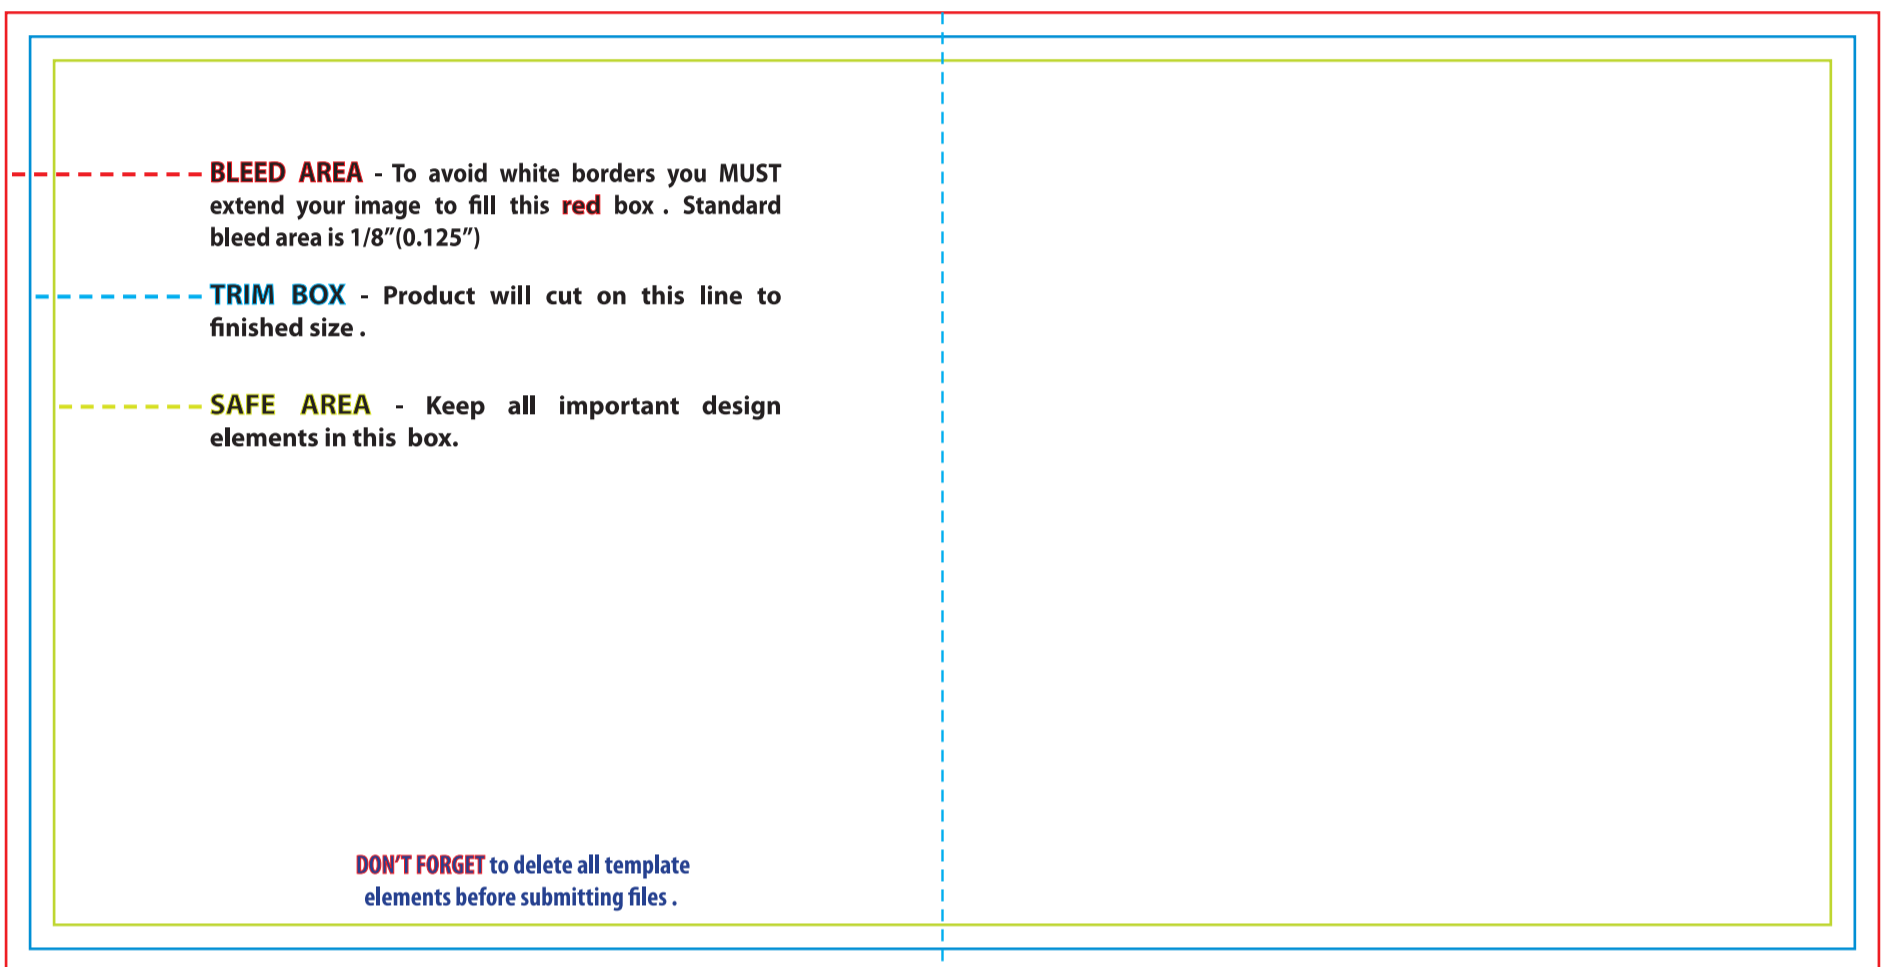 BLEED AREA - To avoid white borders you MUST
extend your image to fill this red box . Standard
bleed area is 1/8”(0.125”)
TRIM BOX - Product will cut on this line to
finished size .
SAFE AREA - Keep all important design
elements in this box.
DON’T FORGET to delete all template
elements before submitting files .